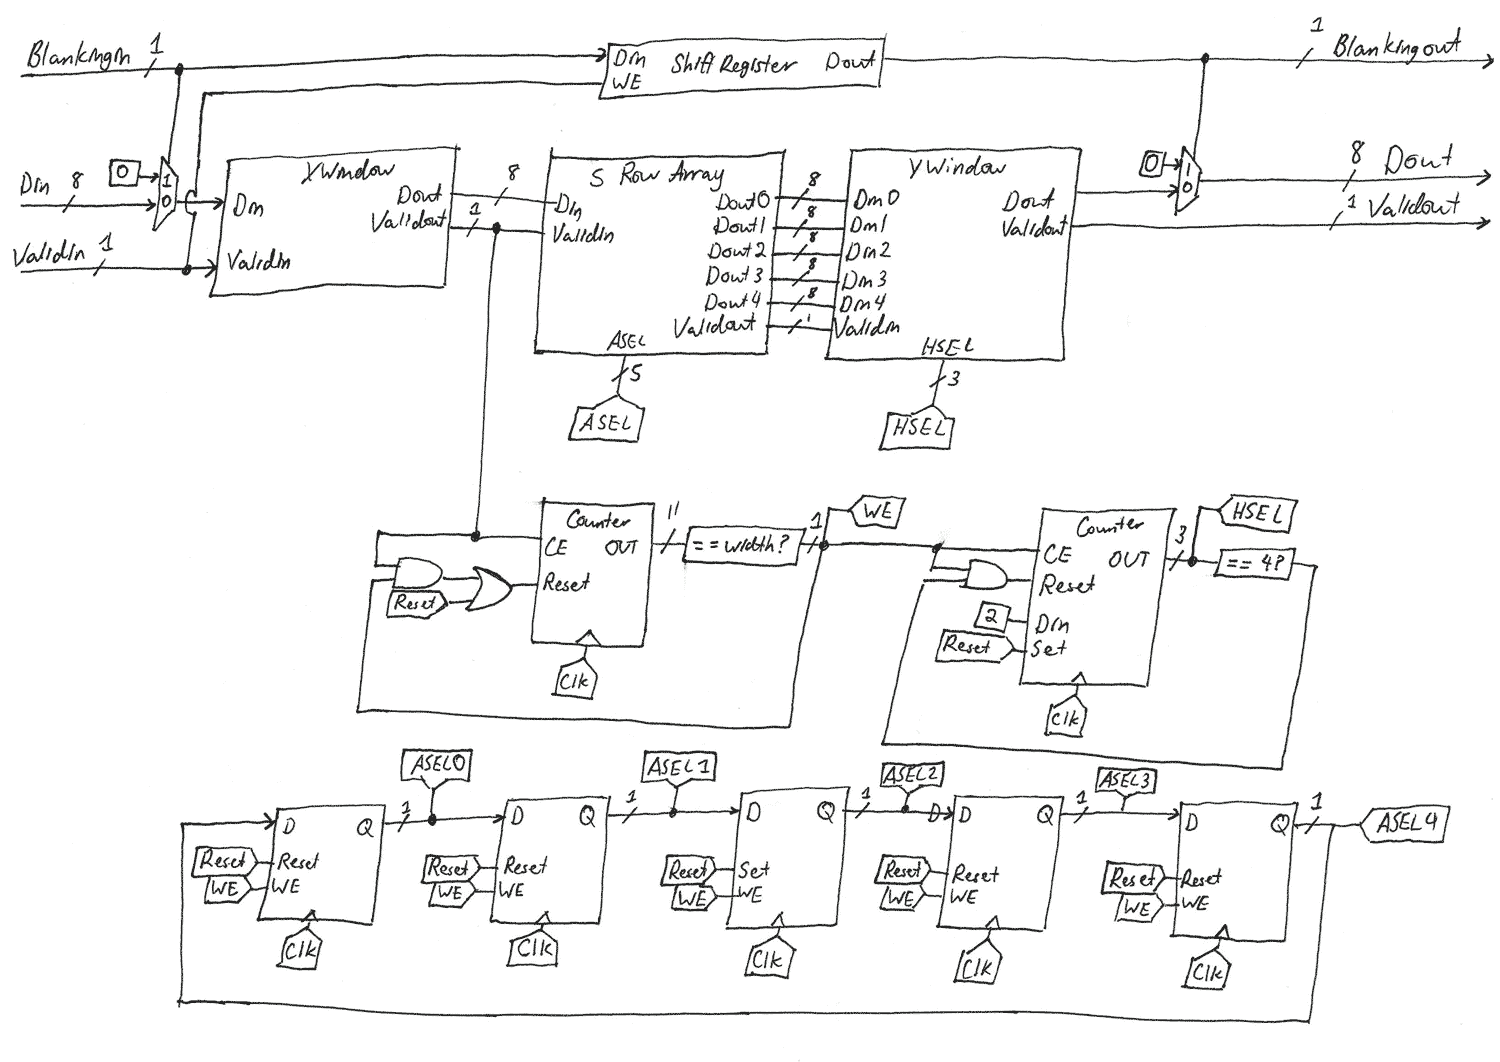 BlankingIn 1
Din
WE
Shift Register
Dout
1 Blankingout
Din 8
0
1
0
ValidIn 1
XWindow
Din
ValidIn
Dout
Validout
8
1
5 Row Array
Din
ValidIn
Dout0
Dout1
Dout2
Dout3
Dout4
Validout
ASEL
5
ASEL
8
8
8
8
8
1
YWindow
Din0
Din1
Din2
Din3
Din4
ValidIn
Dout
Validout
HSEL
3
HSEL
0
1
0
8 Dout
1 Validout
Counter
CE
OUT
Reset
Reset
Clk
11
==width?
1
WE
Counter
CE
OUT
Reset
2
Din
Reset
Set
Clk
3
HSEL
== 4?
D Q
Reset
Reset
WE
WE
Clk
1
ASEL0
D Q
Reset
Reset
WE
WE
Clk
1
ASEL1
D Q
Reset
Set
WE
WE
Clk
1
ASEL2
D
D Q
Reset
Reset
WE
WE
Clk
1
ASEL3
D Q
Reset
Reset
WE
WE
Clk
1
ASEL4